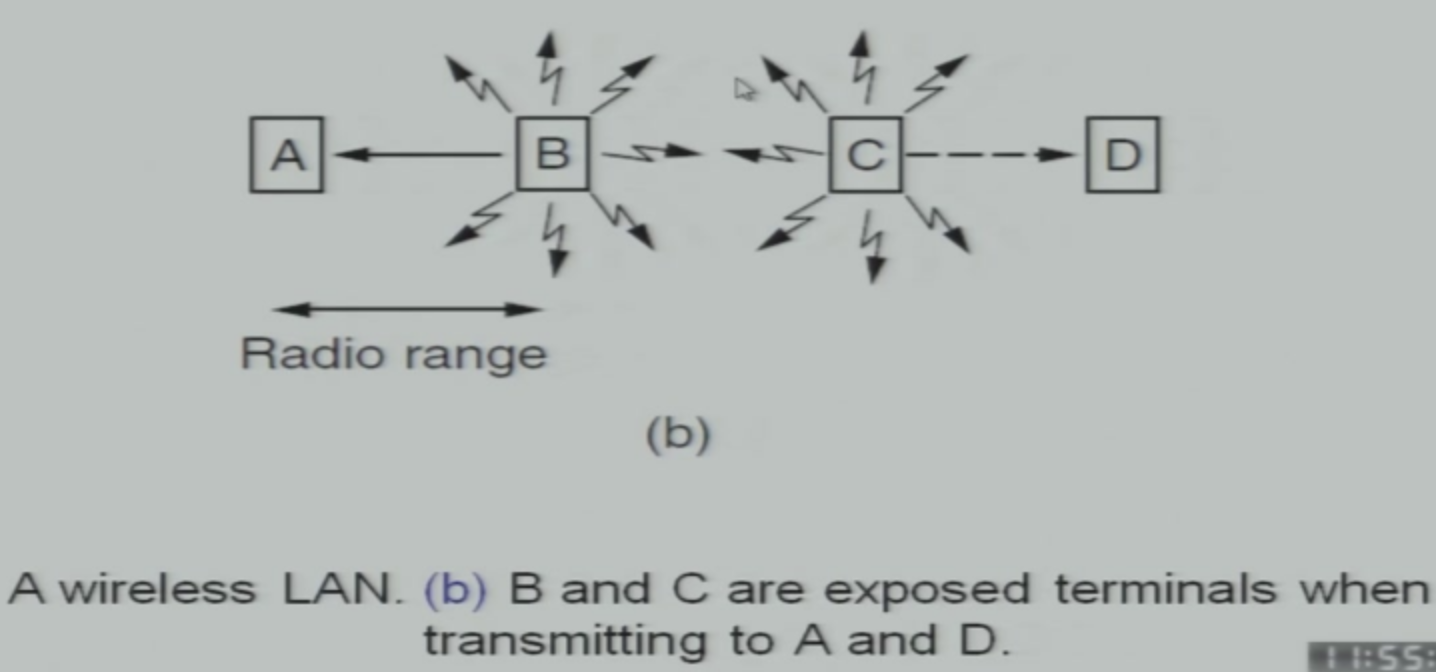 A B C D
Radio range
(b)
A wireless LAN. (b) B and C are exposed terminals when
transmitting to A and D.
11:55: